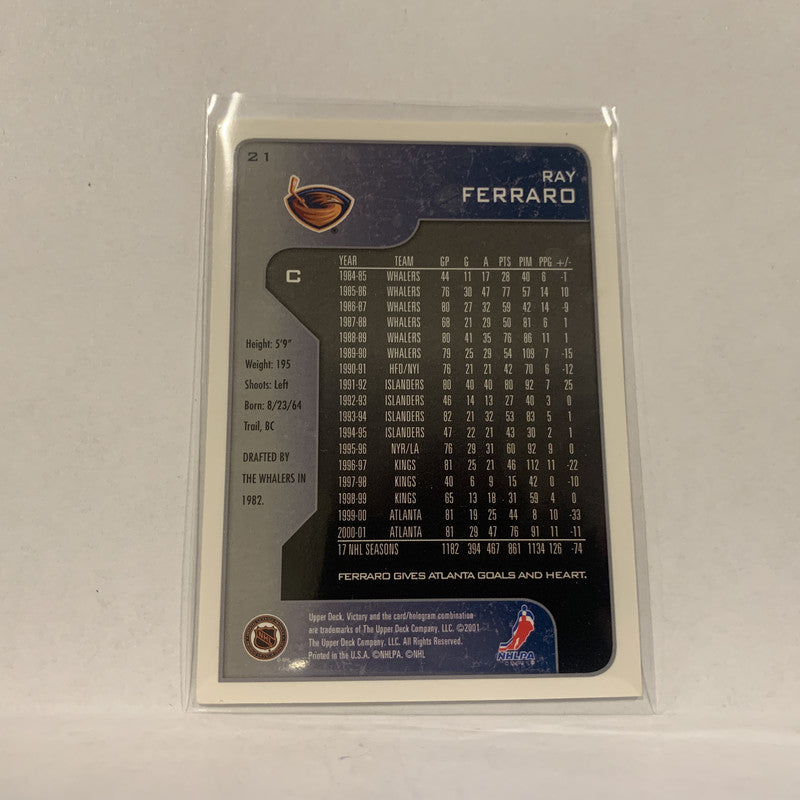 21
RAY
FERRARO
C
YEAR TEAM GP G A PTS PIM PPG +/-
1984-85 WHALERS 44 11 17 28 40 6 -1
1985-86 WHALERS 76 30 47 77 57 14 10
1986-87 WHALERS 80 27 32 59 42 14 -9
1987-88 WHALERS 68 21 29 50 81 6 1
1988-89 WHALERS 80 41 35 76 86 11 1
1989-90 WHALERS 79 25 29 54 109 7 -15
1990-91 HFD/NYI 76 21 21 42 70 6 -12
1991-92 ISLANDERS 80 40 40 80 92 7 25
1992-93 ISLANDERS 46 14 13 27 40 3 0
1993-94 ISLANDERS 82 21 32 53 83 5 1
1994-95 ISLANDERS 47 22 21 43 30 2 1
1995-96 NYR/LA 76 29 31 60 92 9 0
1996-97 KINGS 81 25 21 46 112 11 -22
1997-98 KINGS 40 6 9 15 42 0 -10
1998-99 KINGS 65 13 18 31 59 4 0
1999-00 ATLANTA 81 19 25 44 8 10 -33
2000-01 ATLANTA 81 29 47 76 91 11 -11
17 NHL SEASONS 1182 394 467 861 1134 126 -74
Height: 5'9"
Weight: 195
Shoots: Left
Born: 8/23/64
Trail, BC
DRAFTED BY
THE WHALERS IN
1982.
FERRARO GIVES ATLANTA GOALS AND HEART.
Upper Deck, Victory and the card/hologram combination
are trademarks of The Upper Deck Company, LLC. ©2001
The Upper Deck Company, LLC. All Rights Reserved.
Printed in the U.S.A. ©NHLPA. ©NHL
NHL
NHLPA